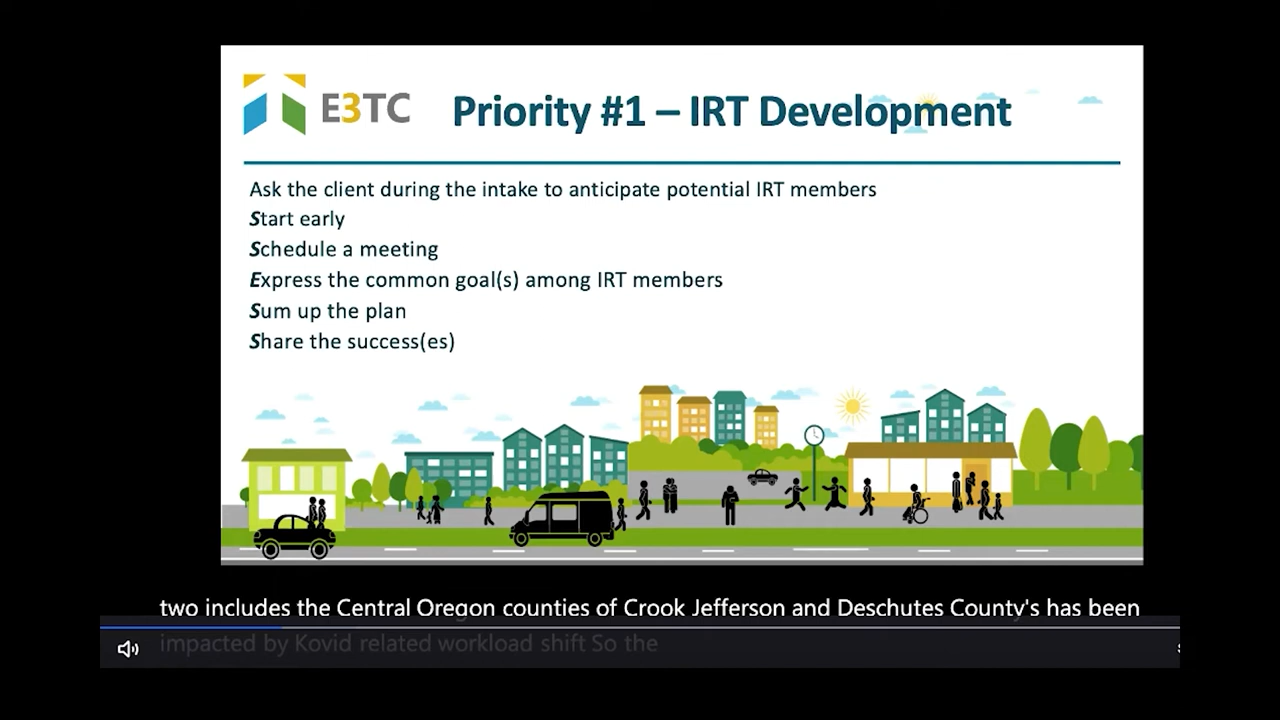 E3TC
Priority #1 – IRT Development
Ask the client during the intake to anticipate potential IRT members
Start early
Schedule a meeting
Express the common goal(s) among IRT members
Sum up the plan
Share the success(es)
two includes the Central Oregon counties of Crook Jefferson and Deschutes County's has been
impacted by Kovid related workload shift So the